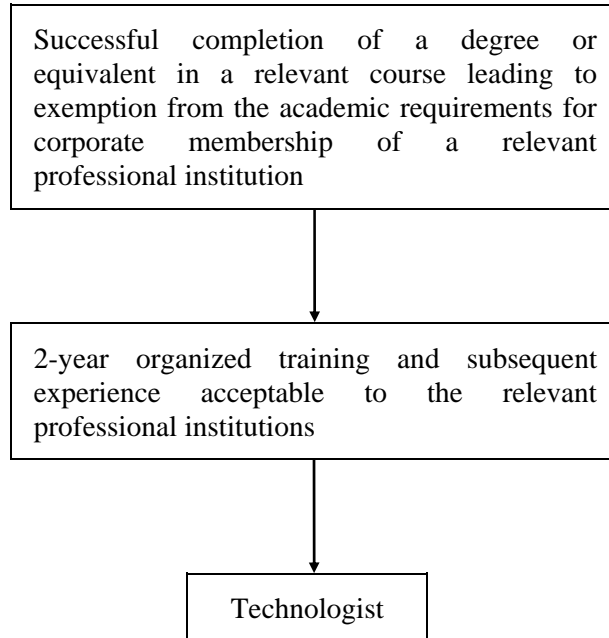 Successful completion of a degree or
equivalent in a relevant course leading to
exemption from the academic requirements for
corporate membership of a relevant
professional institution
2-year organized training and subsequent
experience acceptable to the relevant
professional institutions
Technologist